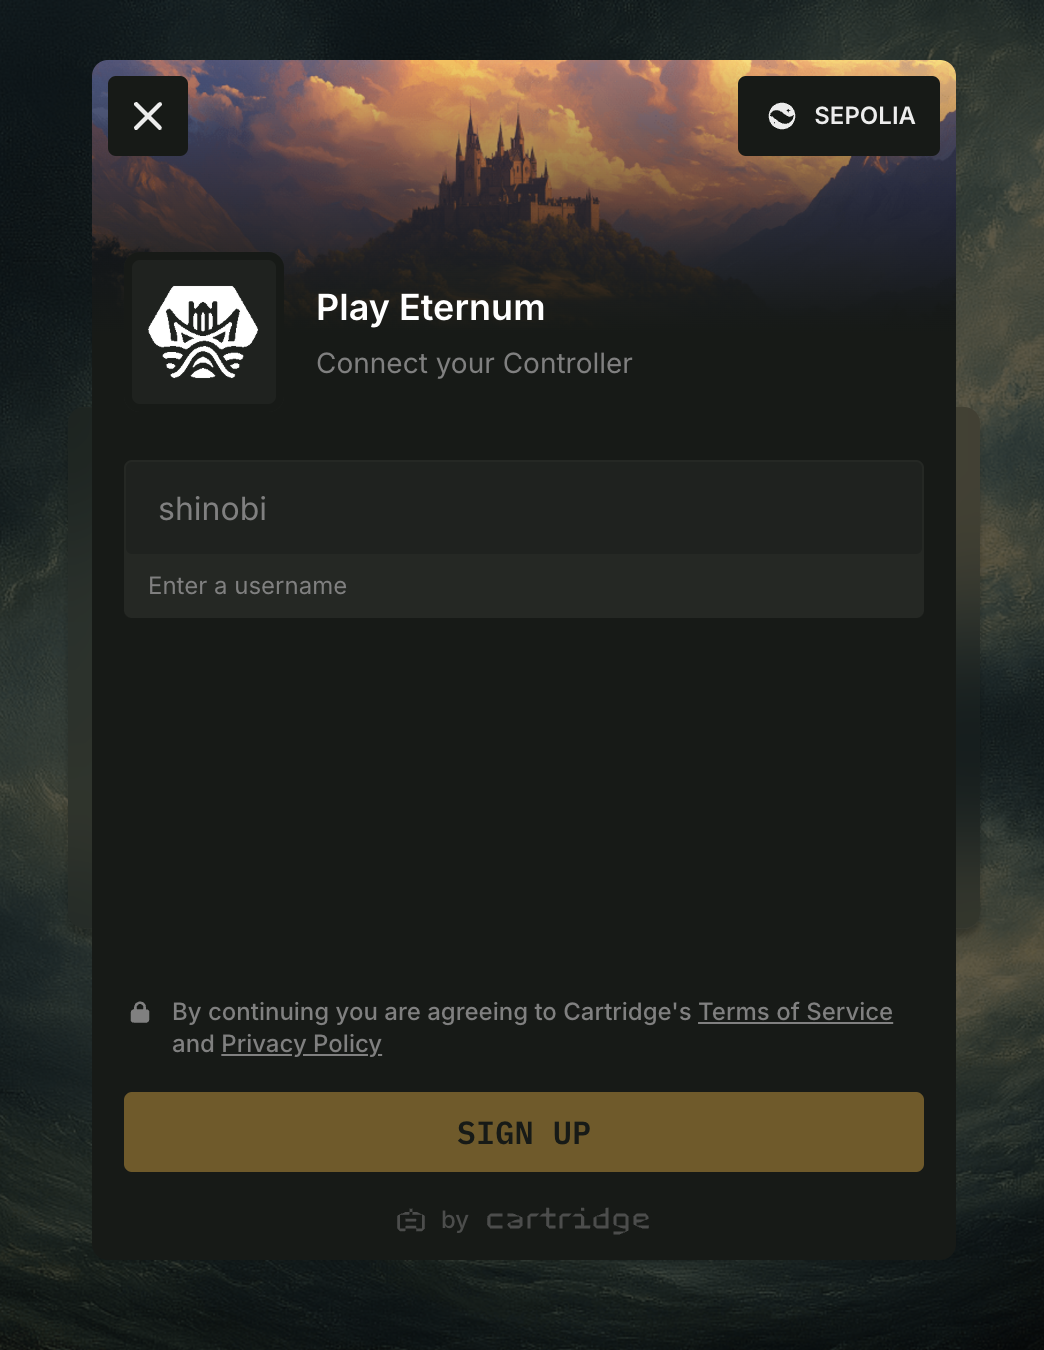 SEPOLIA
Play Eternum
Connect your Controller
shinobi
Enter a username
By continuing you are agreeing to Cartridge's Terms of Service
and Privacy Policy
SIGN UP
by cartridge